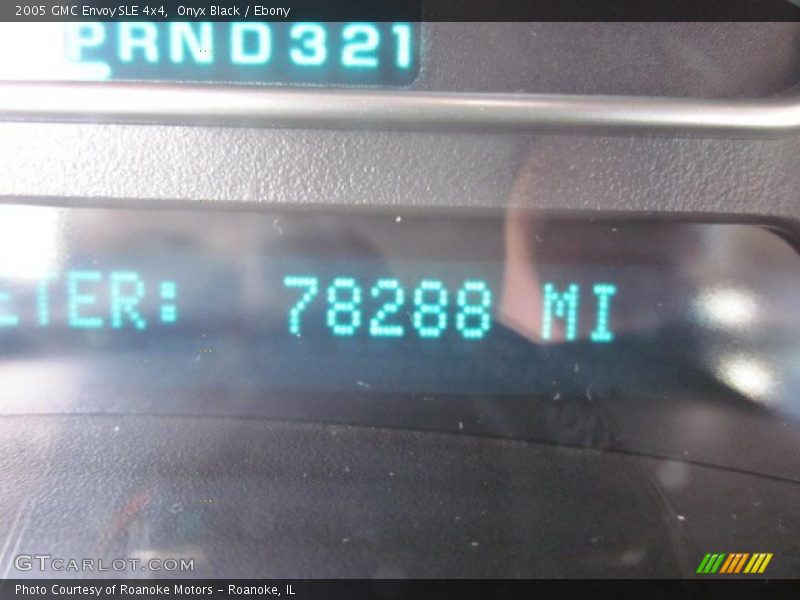 2005 GMC Envoy SLE 4x4, Onyx Black / Ebony
PRND321
ETER: 78288 MI
GTCARLOT.COM
Photo Courtesy of Roanoke Motors - Roanoke, IL